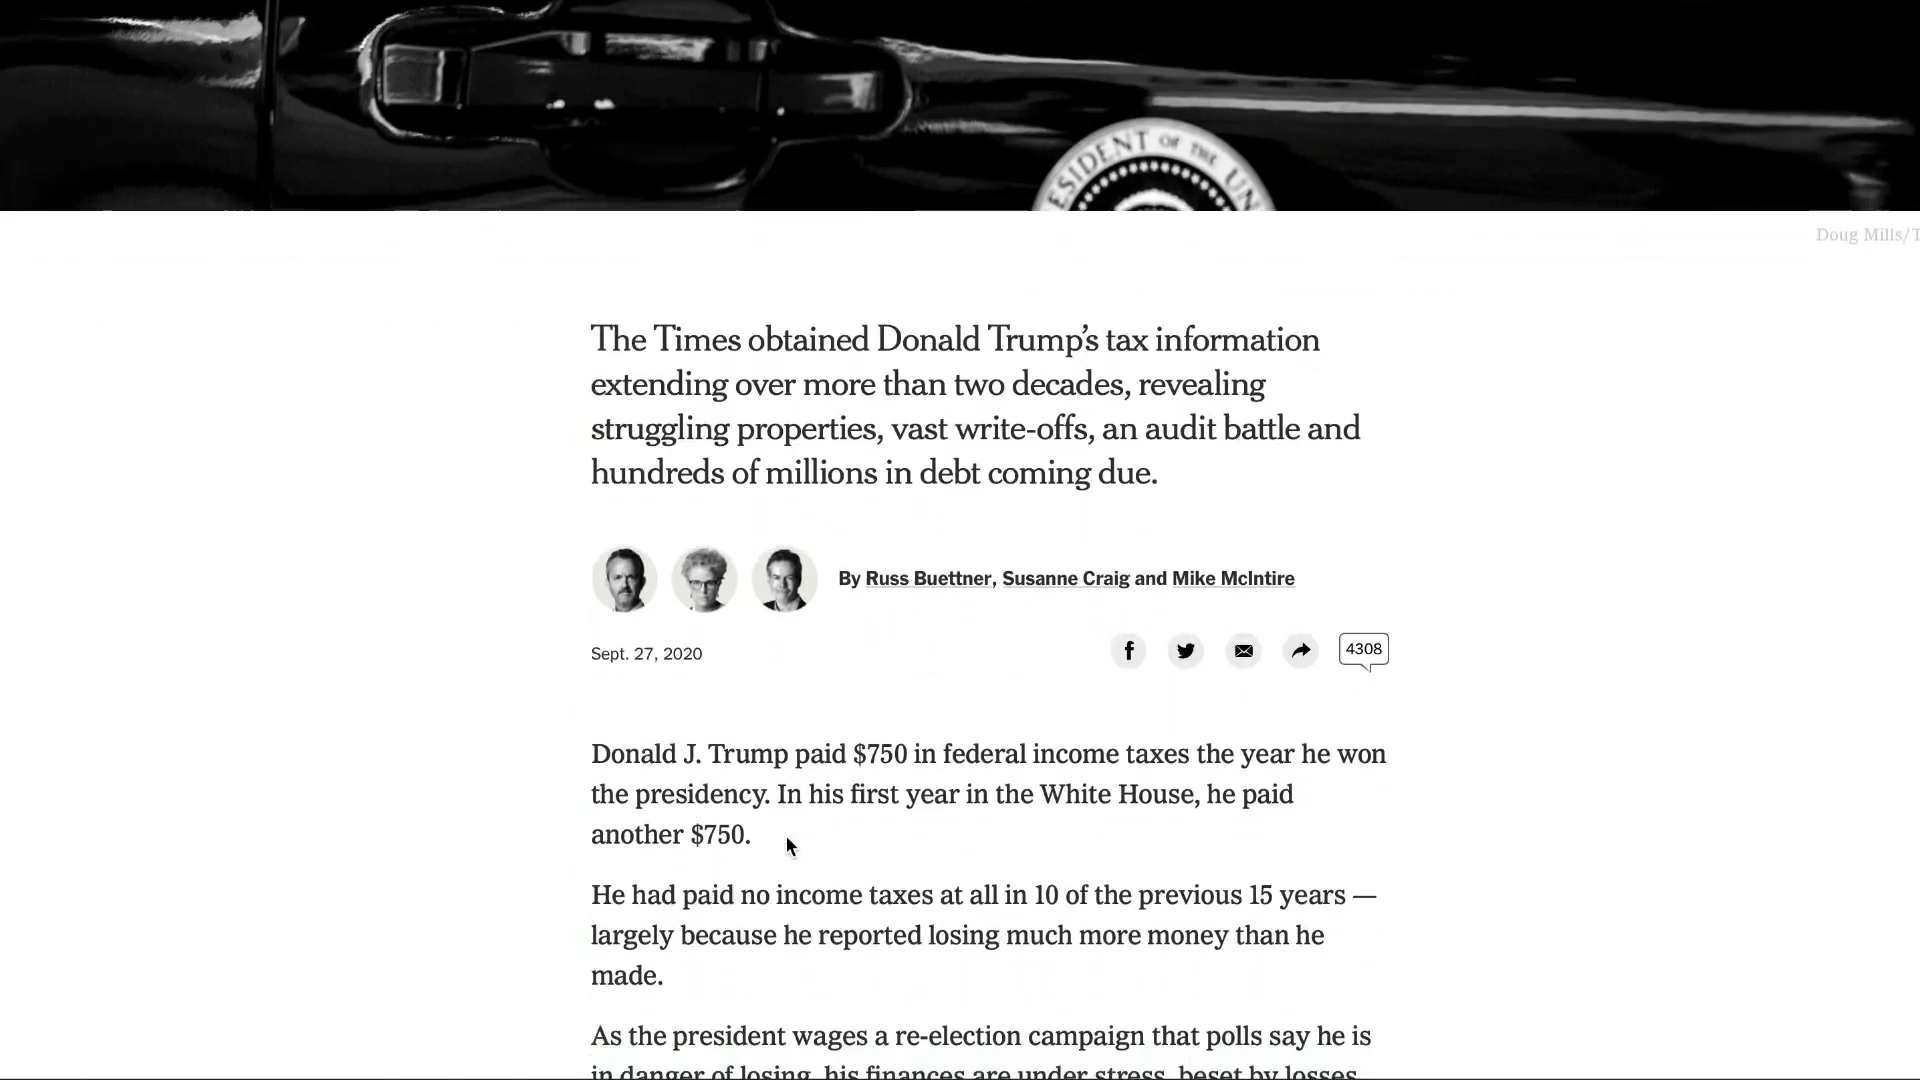 ESIDENT OF THE UN
Doug Mills/T
The Times obtained Donald Trump’s tax information
extending over more than two decades, revealing
struggling properties, vast write-offs, an audit battle and
hundreds of millions in debt coming due.
By Russ Buettner, Susanne Craig and Mike McIntire
Sept. 27, 2020
4308
Donald J. Trump paid $750 in federal income taxes the year he won
the presidency. In his first year in the White House, he paid
another $750.
He had paid no income taxes at all in 10 of the previous 15 years —
largely because he reported losing much more money than he
made.
As the president wages a re-election campaign that polls say he is
in danger of losing, his finances are under stress, beset by losses